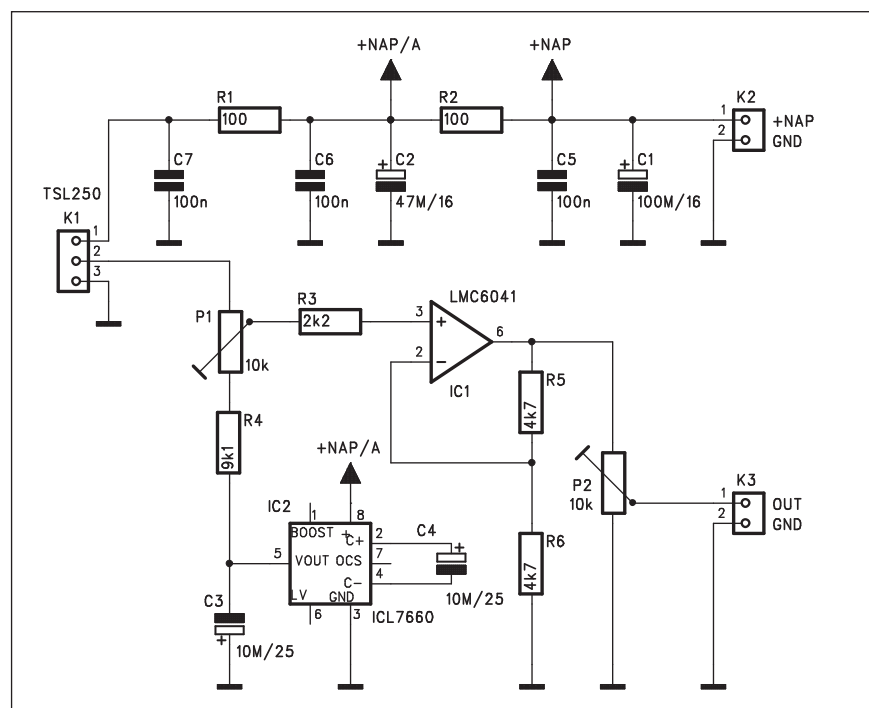 +NAP/A +NAP
R1 R2 K2
100 100 1 +NAP
2 GND
C7 C6 + C2 C5 + C1
TSL250 100n 100n 47M/16 100n 100M/16
K1
1
2
3
LMC6041
P1 R3
2k2 3 + 6
10k 2 -
IC1 R5
4k7
R4
9k1 +NAP/A P2 K3
10k 1 OUT
2 GND
IC2 1 8 C4
BOOST + C+ 2 +
5 VOUT OCS 7 R6
C- 4 4k7
LV GND 10M/25
C3 6 3 ICL7660
+ 10M/25